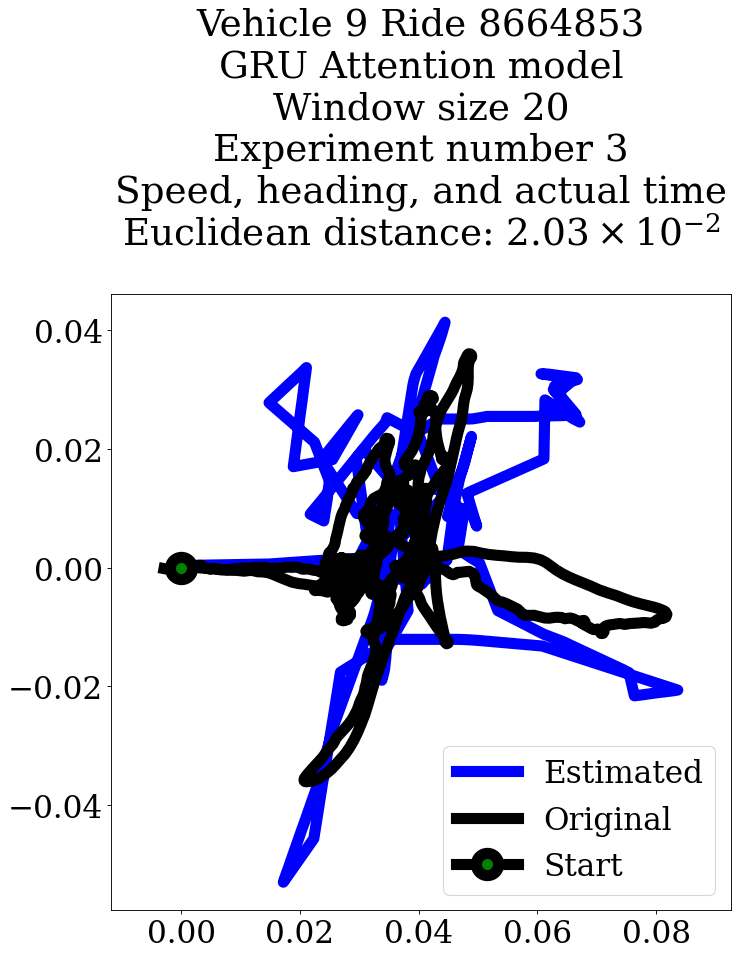 Vehicle 9 Ride 8664853
GRU Attention model
Window size 20
Experiment number 3
Speed, heading, and actual time
Euclidean distance: 2.03 × 10⁻²
0.04
0.02
0.00
−0.02
−0.04
Estimated
Original
Start
0.00 0.02 0.04 0.06 0.08